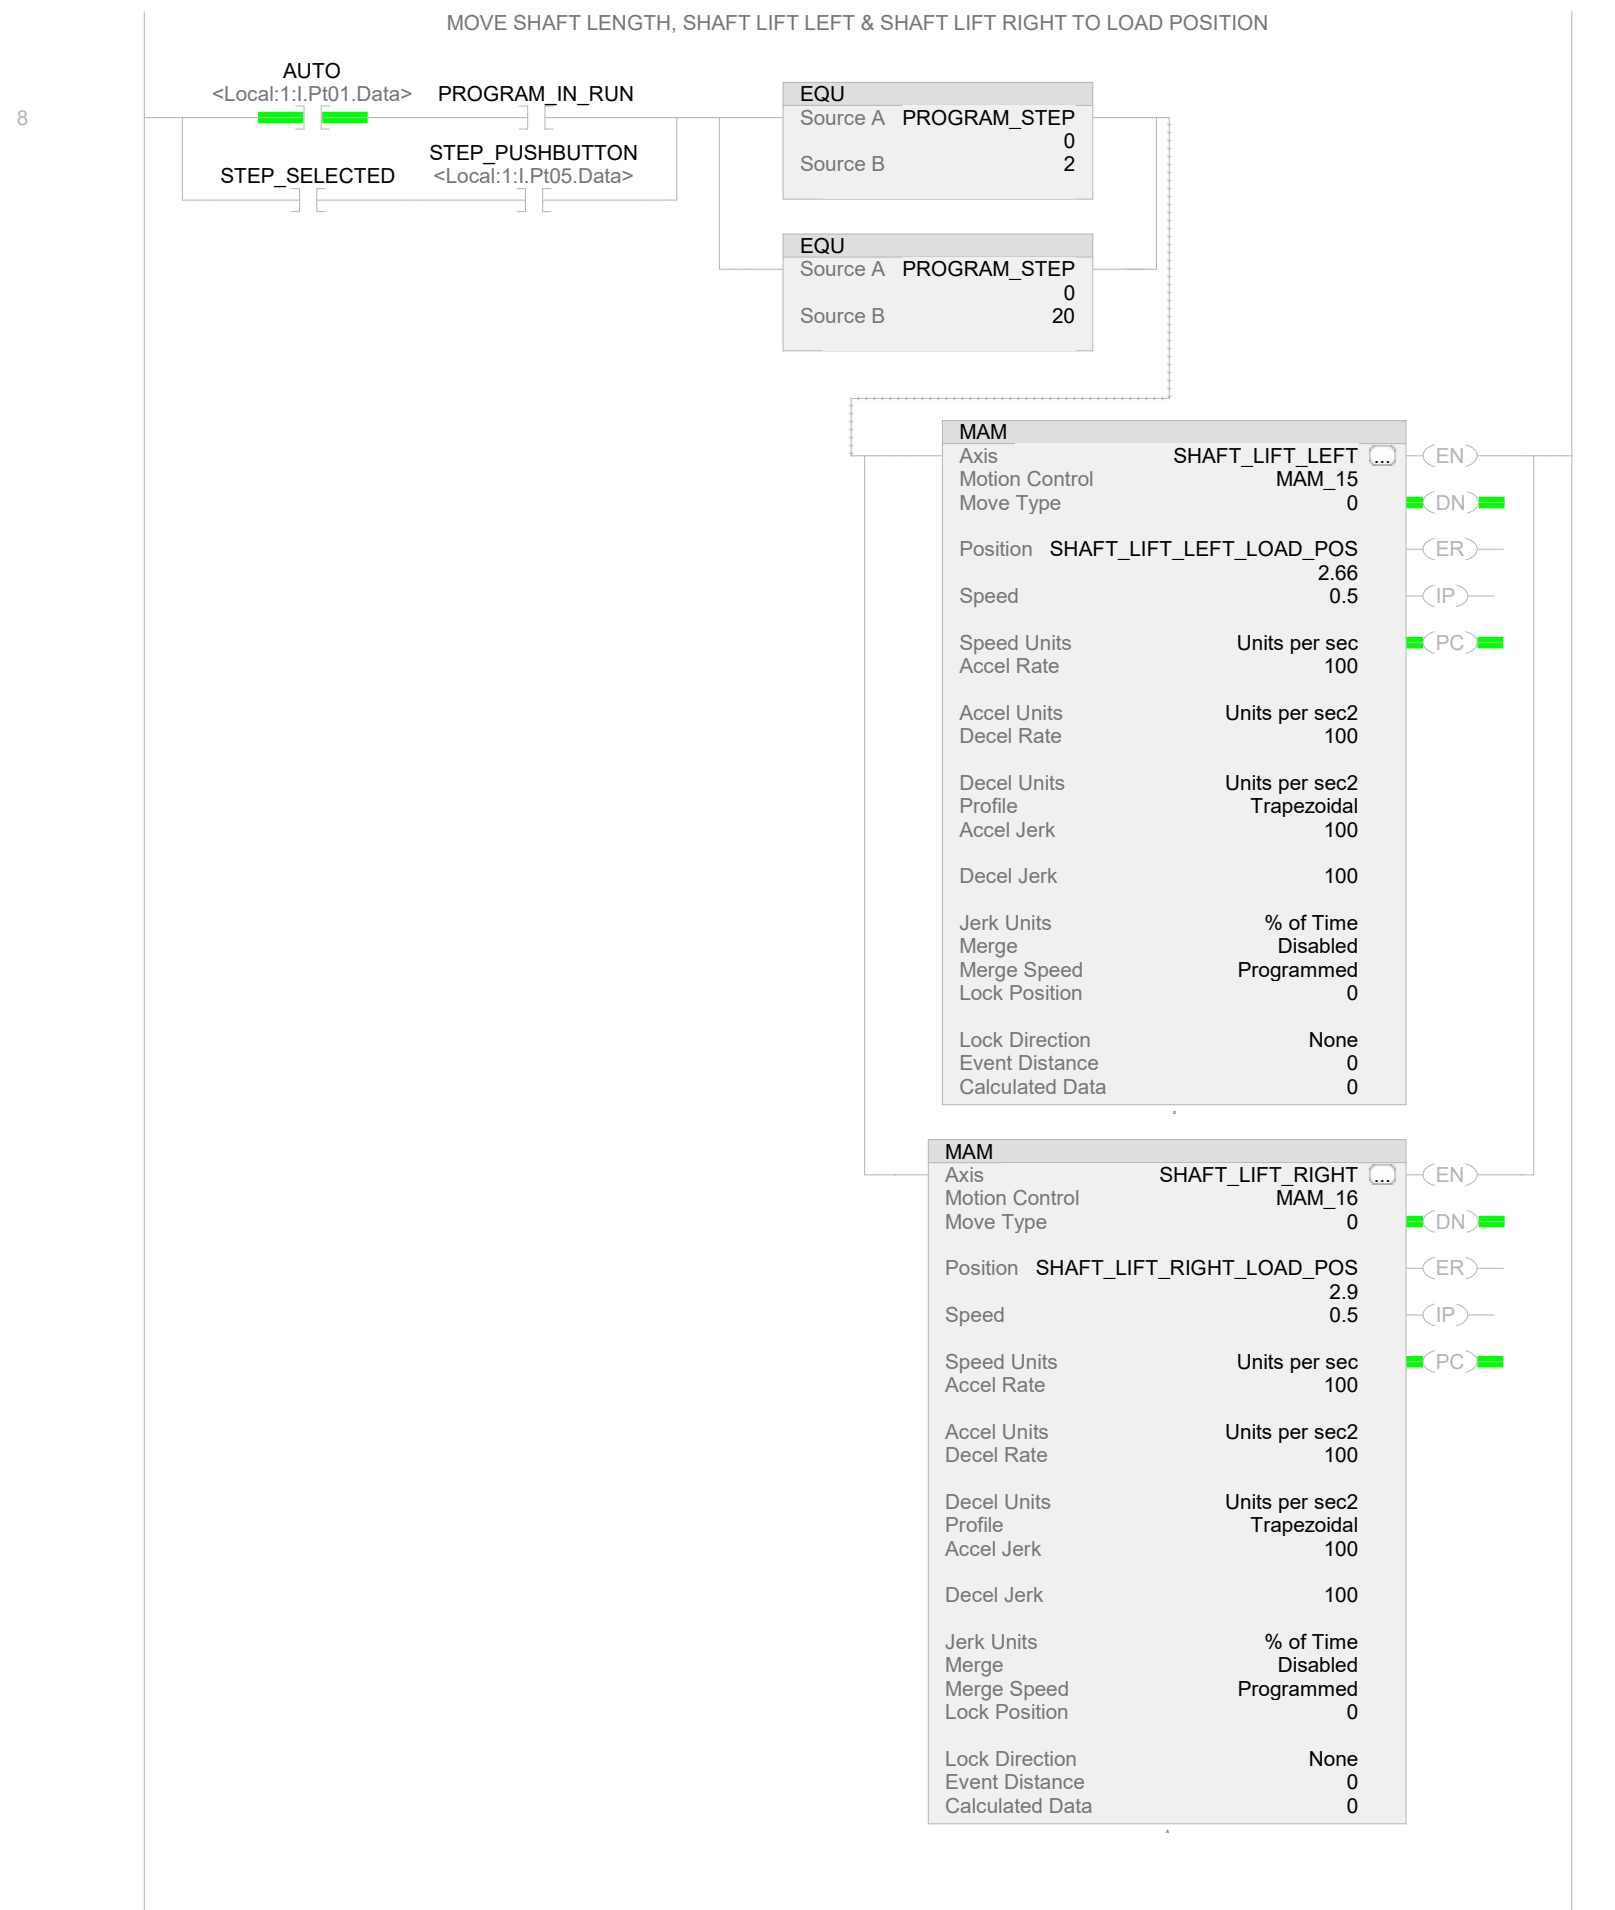 MOVE SHAFT LENGTH, SHAFT LIFT LEFT & SHAFT LIFT RIGHT TO LOAD POSITION
8
AUTO
<Local:1:I.Pt01.Data>
PROGRAM_IN_RUN
STEP_SELECTED
STEP_PUSHBUTTON
<Local:1:I.Pt05.Data>
EQU
Source A PROGRAM_STEP
0
Source B 2
EQU
Source A PROGRAM_STEP
0
Source B 20
MAM
Axis SHAFT_LIFT_LEFT ... EN
Motion Control MAM_15
Move Type 0 DN
Position SHAFT_LIFT_LEFT_LOAD_POS ER
2.66
Speed 0.5 IP
Speed Units Units per sec PC
Accel Rate 100
Accel Units Units per sec2
Decel Rate 100
Decel Units Units per sec2
Profile Trapezoidal
Accel Jerk 100
Decel Jerk 100
Jerk Units % of Time
Merge Disabled
Merge Speed Programmed
Lock Position 0
Lock Direction None
Event Distance 0
Calculated Data 0
MAM
Axis SHAFT_LIFT_RIGHT ... EN
Motion Control MAM_16
Move Type 0 DN
Position SHAFT_LIFT_RIGHT_LOAD_POS ER
2.9
Speed 0.5 IP
Speed Units Units per sec PC
Accel Rate 100
Accel Units Units per sec2
Decel Rate 100
Decel Units Units per sec2
Profile Trapezoidal
Accel Jerk 100
Decel Jerk 100
Jerk Units % of Time
Merge Disabled
Merge Speed Programmed
Lock Position 0
Lock Direction None
Event Distance 0
Calculated Data 0